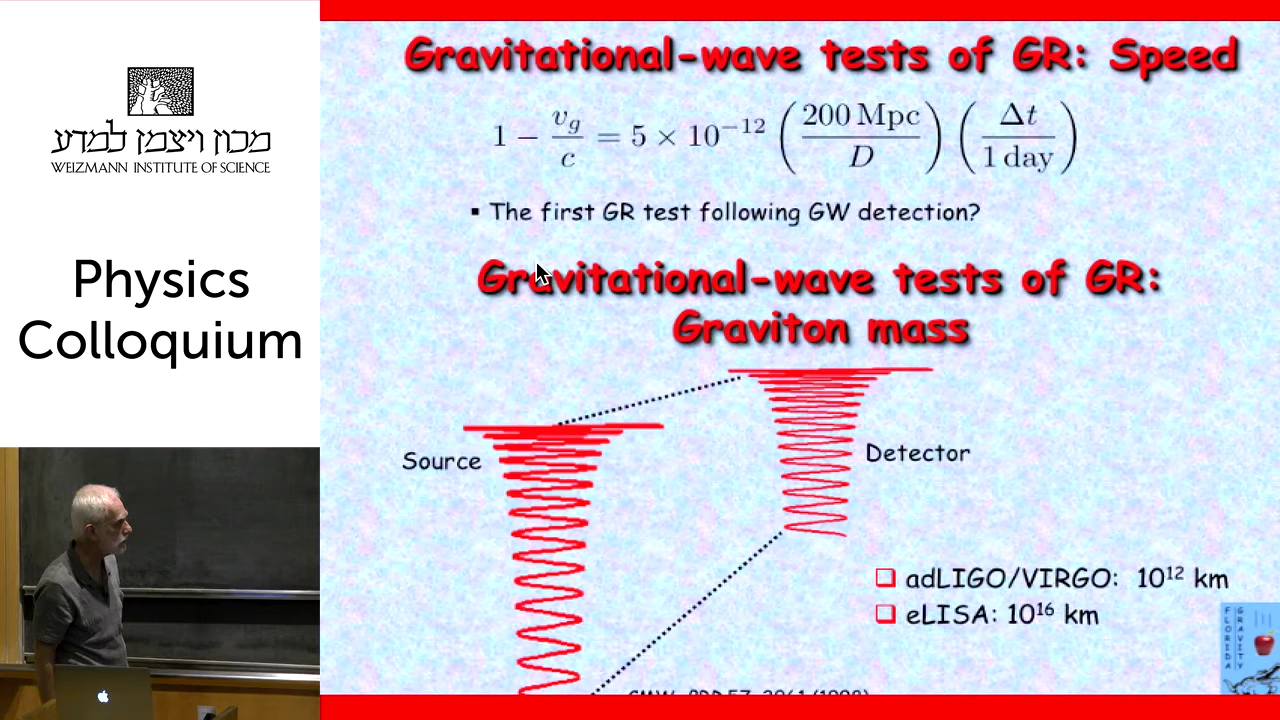 מכון ויצמן למדע
WEIZMANN INSTITUTE OF SCIENCE
Physics
Colloquium
Gravitational-wave tests of GR: Speed
1 − v_g/c = 5 × 10^−12 (200 Mpc/D) (Δt/1 day)
▪ The first GR test following GW detection?
Gravitational-wave tests of GR:
Graviton mass
Source
Detector
❑ adLIGO/VIRGO: 10^12 km
❑ eLISA: 10^16 km
FLORIDA
GRAVITY